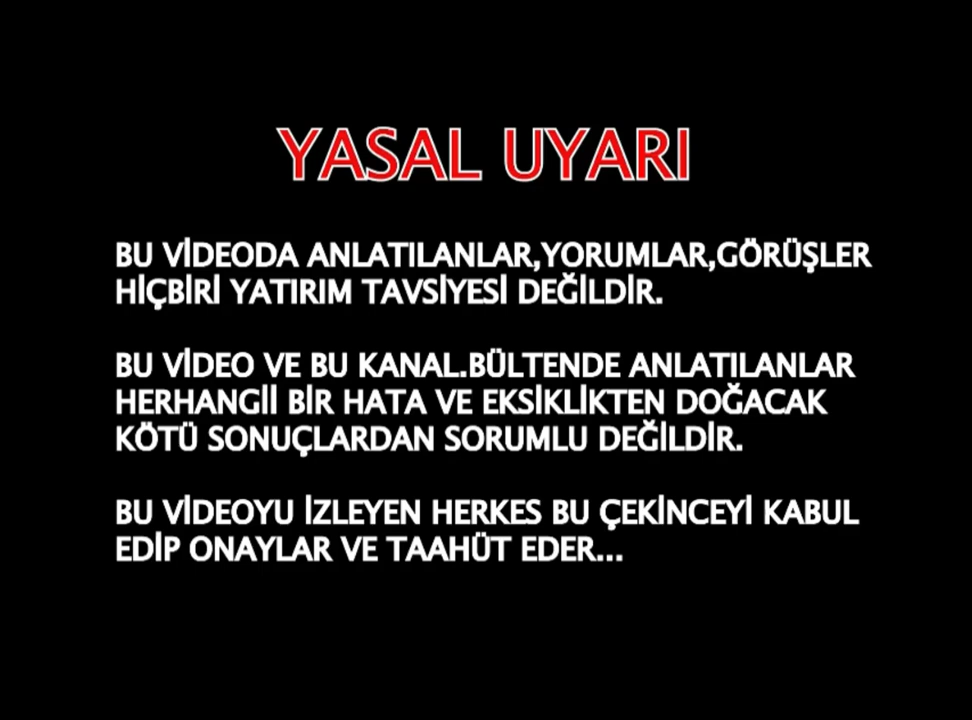 YASAL UYARI
BU VİDEODA ANLATILANLAR,YORUMLAR,GÖRÜŞLER
HİÇBİRİ YATIRIM TAVSİYESİ DEĞİLDİR.
BU VİDEO VE BU KANAL.BÜLTENDE ANLATILANLAR
HERHANGİİ BİR HATA VE EKSİKLİKTEN DOĞACAK
KÖTÜ SONUÇLARDAN SORUMLU DEĞİLDİR.
BU VİDEOYU İZLEYEN HERKES BU ÇEKİNCEYİ KABUL
EDİP ONAYLAR VE TAAHÜT EDER...